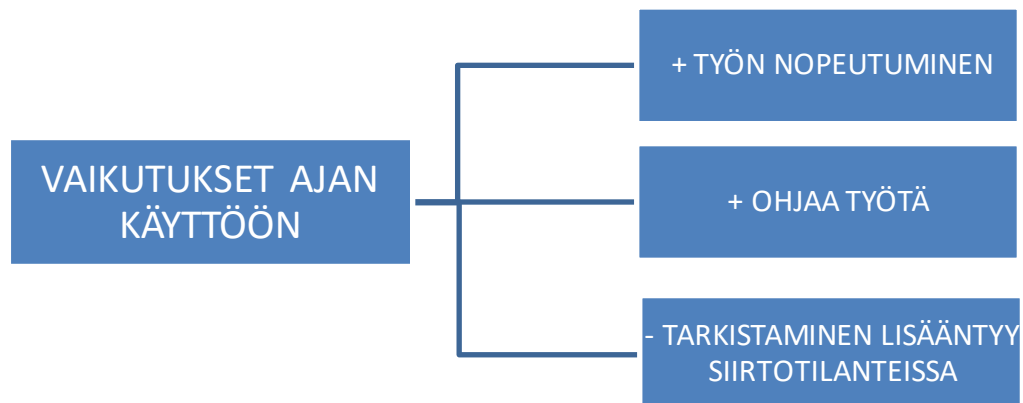 VAIKUTUKSET AJAN
KÄYTTÖÖN
+ TYÖN NOPEUTUMINEN
+ OHJAA TYÖTÄ
- TARKISTAMINEN LISÄÄNTYY
SIIRTOTILANTEISSA